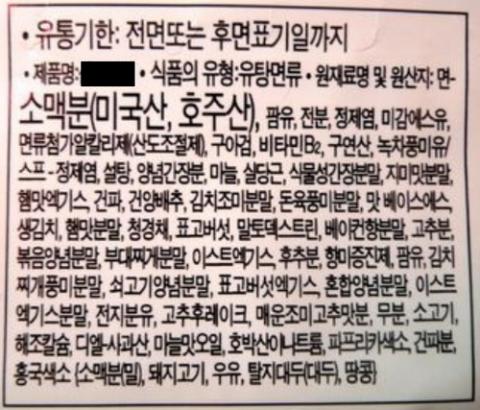 • 유통기한: 전면또는 후면표기일까지
• 제품명: • 식품의 유형:유탕면류 • 원재료명 및 원산지: 면-
소맥분(미국산, 호주산), 팜유, 전분, 정제염, 미감에스유,
면류첨가알칼리제(산도조절제), 구아검, 비타민B2, 구연산, 녹차풍미유/
스프 - 정제염, 설탕, 양념간장분, 마늘, 실당근, 식물성간장분말, 지미맛분말,
햄맛엑기스, 건파, 건양배추, 김치조미분말, 돈육풍미분말, 맛 베이스에스,
생김치, 햄맛분말, 청경채, 표고버섯, 말토덱스트린, 베이컨향분말, 고추분,
볶음양념분말, 부대찌개분말, 이스트엑기스, 후추분, 향미증진제, 팜유, 김치
찌개풍미분말, 쇠고기양념분말, 표고버섯엑기스, 혼합양념분말, 이스트
엑기스분말, 전지분유, 고추후레이크, 매운조미고추맛분, 무분, 소고기,
해조칼슘, 디엘-사과산, 마늘맛오일, 호박산이나트륨, 파프리카색소, 건파분,
홍국색소 {소맥분(밀), 돼지고기, 우유, 탈지대두(대두), 땅콩}